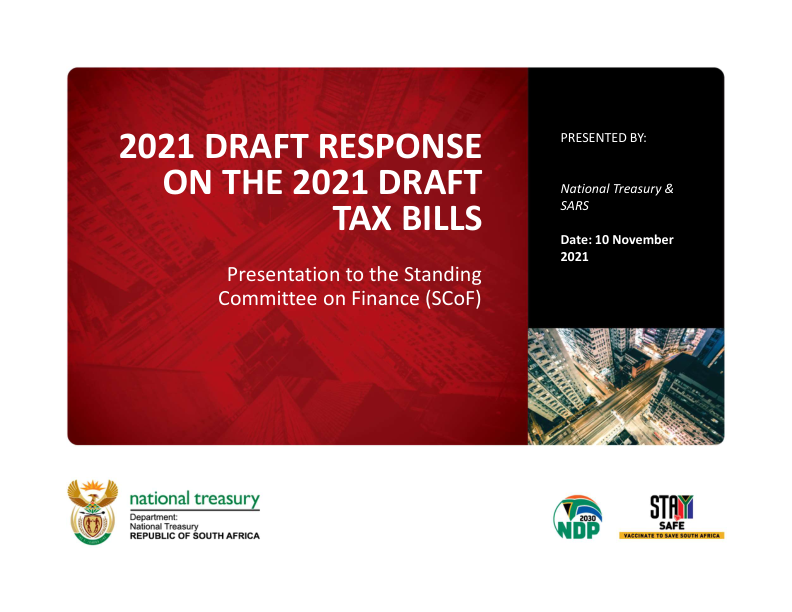 2021 DRAFT RESPONSE
ON THE 2021 DRAFT
TAX BILLS
Presentation to the Standing
Committee on Finance (SCoF)
PRESENTED BY:
National Treasury &
SARS
Date: 10 November
2021
national treasury
Department:
National Treasury
REPUBLIC OF SOUTH AFRICA
2030
NDP
STAY
SAFE
VACCINATE TO SAVE SOUTH AFRICA